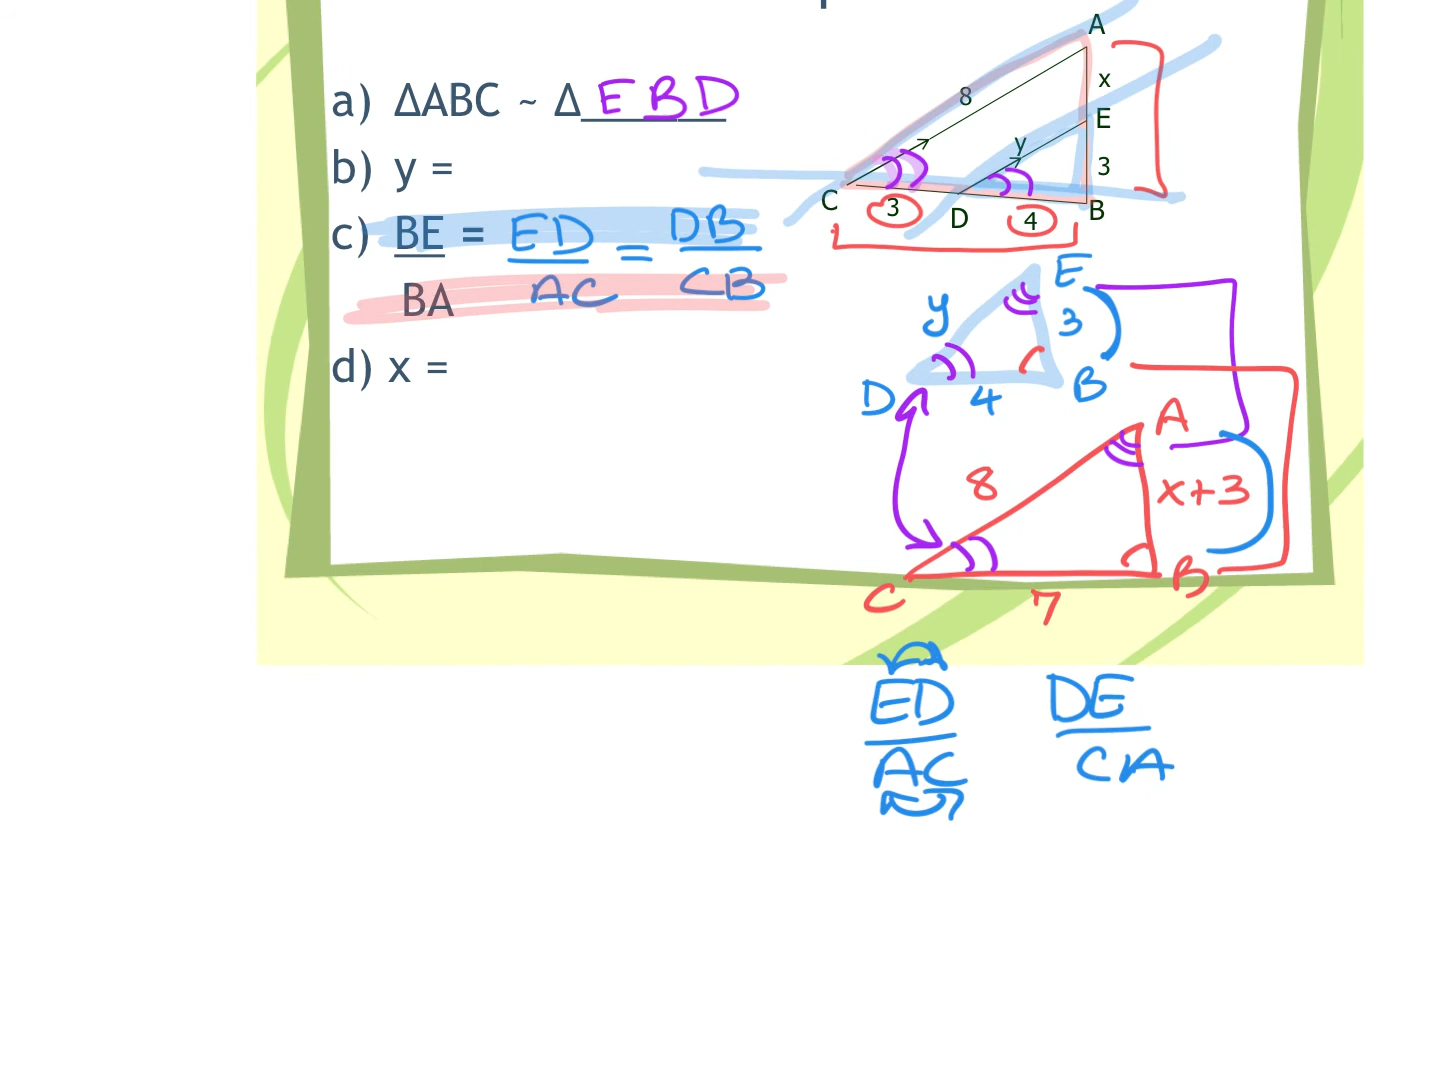 a) ΔABC ~ Δ EBD
b) y =
c) BE = ED = DB
BA AC CB
d) x =
A
x
8
E
y
3
C 3 D 4 B
E
y 3
D 4 B
A
8 x+3
C 7 B
ED DE
AC CA